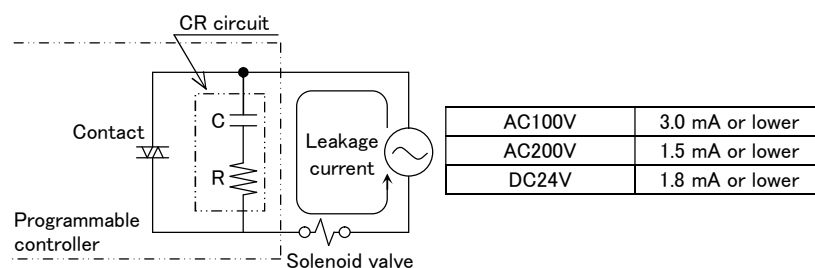 CR circuit
Contact
C
R
Leakage
current
Programmable
controller
Solenoid valve
AC100V 3.0 mA or lower
AC200V 1.5 mA or lower
DC24V 1.8 mA or lower